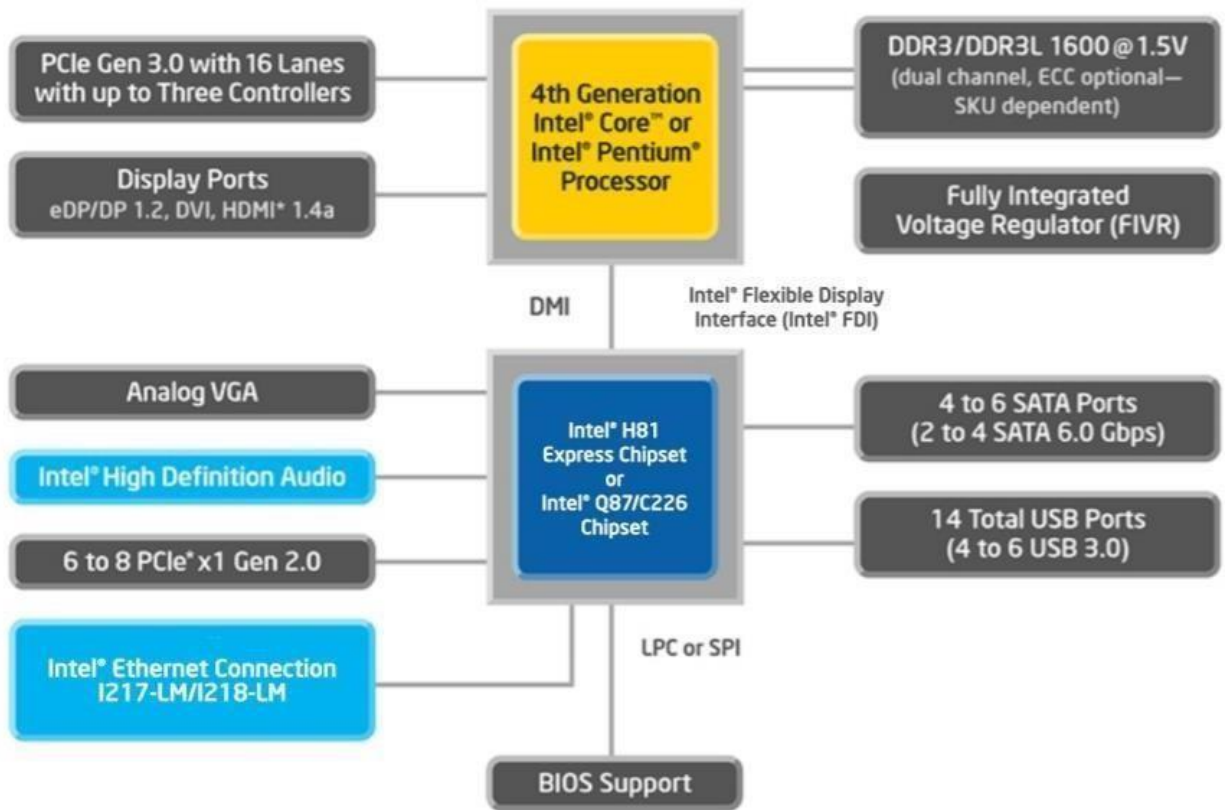 PCIe Gen 3.0 with 16 Lanes
with up to Three Controllers
Display Ports
eDP/DP 1.2, DVI, HDMI* 1.4a
4th Generation
Intel® Core™ or
Intel® Pentium®
Processor
DDR3/DDR3L 1600@1.5V
(dual channel, ECC optional—
SKU dependent)
Fully Integrated
Voltage Regulator (FIVR)
DMI
Intel® Flexible Display
Interface (Intel® FDI)
Analog VGA
Intel® High Definition Audio
6 to 8 PCIe* x1 Gen 2.0
Intel® Ethernet Connection
I217-LM/I218-LM
Intel® H81
Express Chipset
or
Intel® Q87/C226
Chipset
4 to 6 SATA Ports
(2 to 4 SATA 6.0 Gbps)
14 Total USB Ports
(4 to 6 USB 3.0)
LPC or SPI
BIOS Support